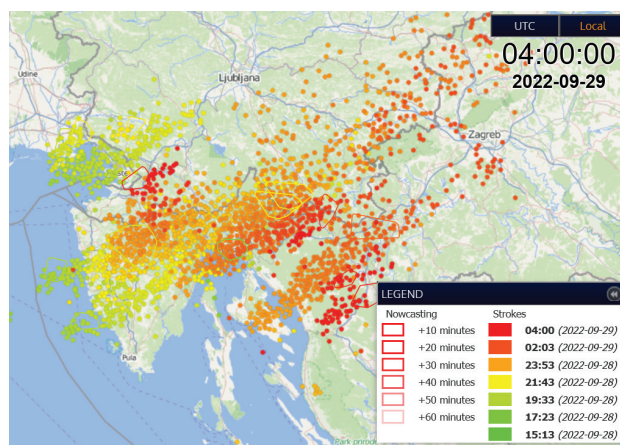 UTC Local
04:00:00
2022-09-29
Udine
Ljubljana
Zagreb
Pula
LEGEND
Nowcasting Strokes
+10 minutes 04:00 (2022-09-29)
+20 minutes 02:03 (2022-09-29)
+30 minutes 23:53 (2022-09-28)
+40 minutes 21:43 (2022-09-28)
+50 minutes 19:33 (2022-09-28)
+60 minutes 17:23 (2022-09-28)
15:13 (2022-09-28)
Park prirode